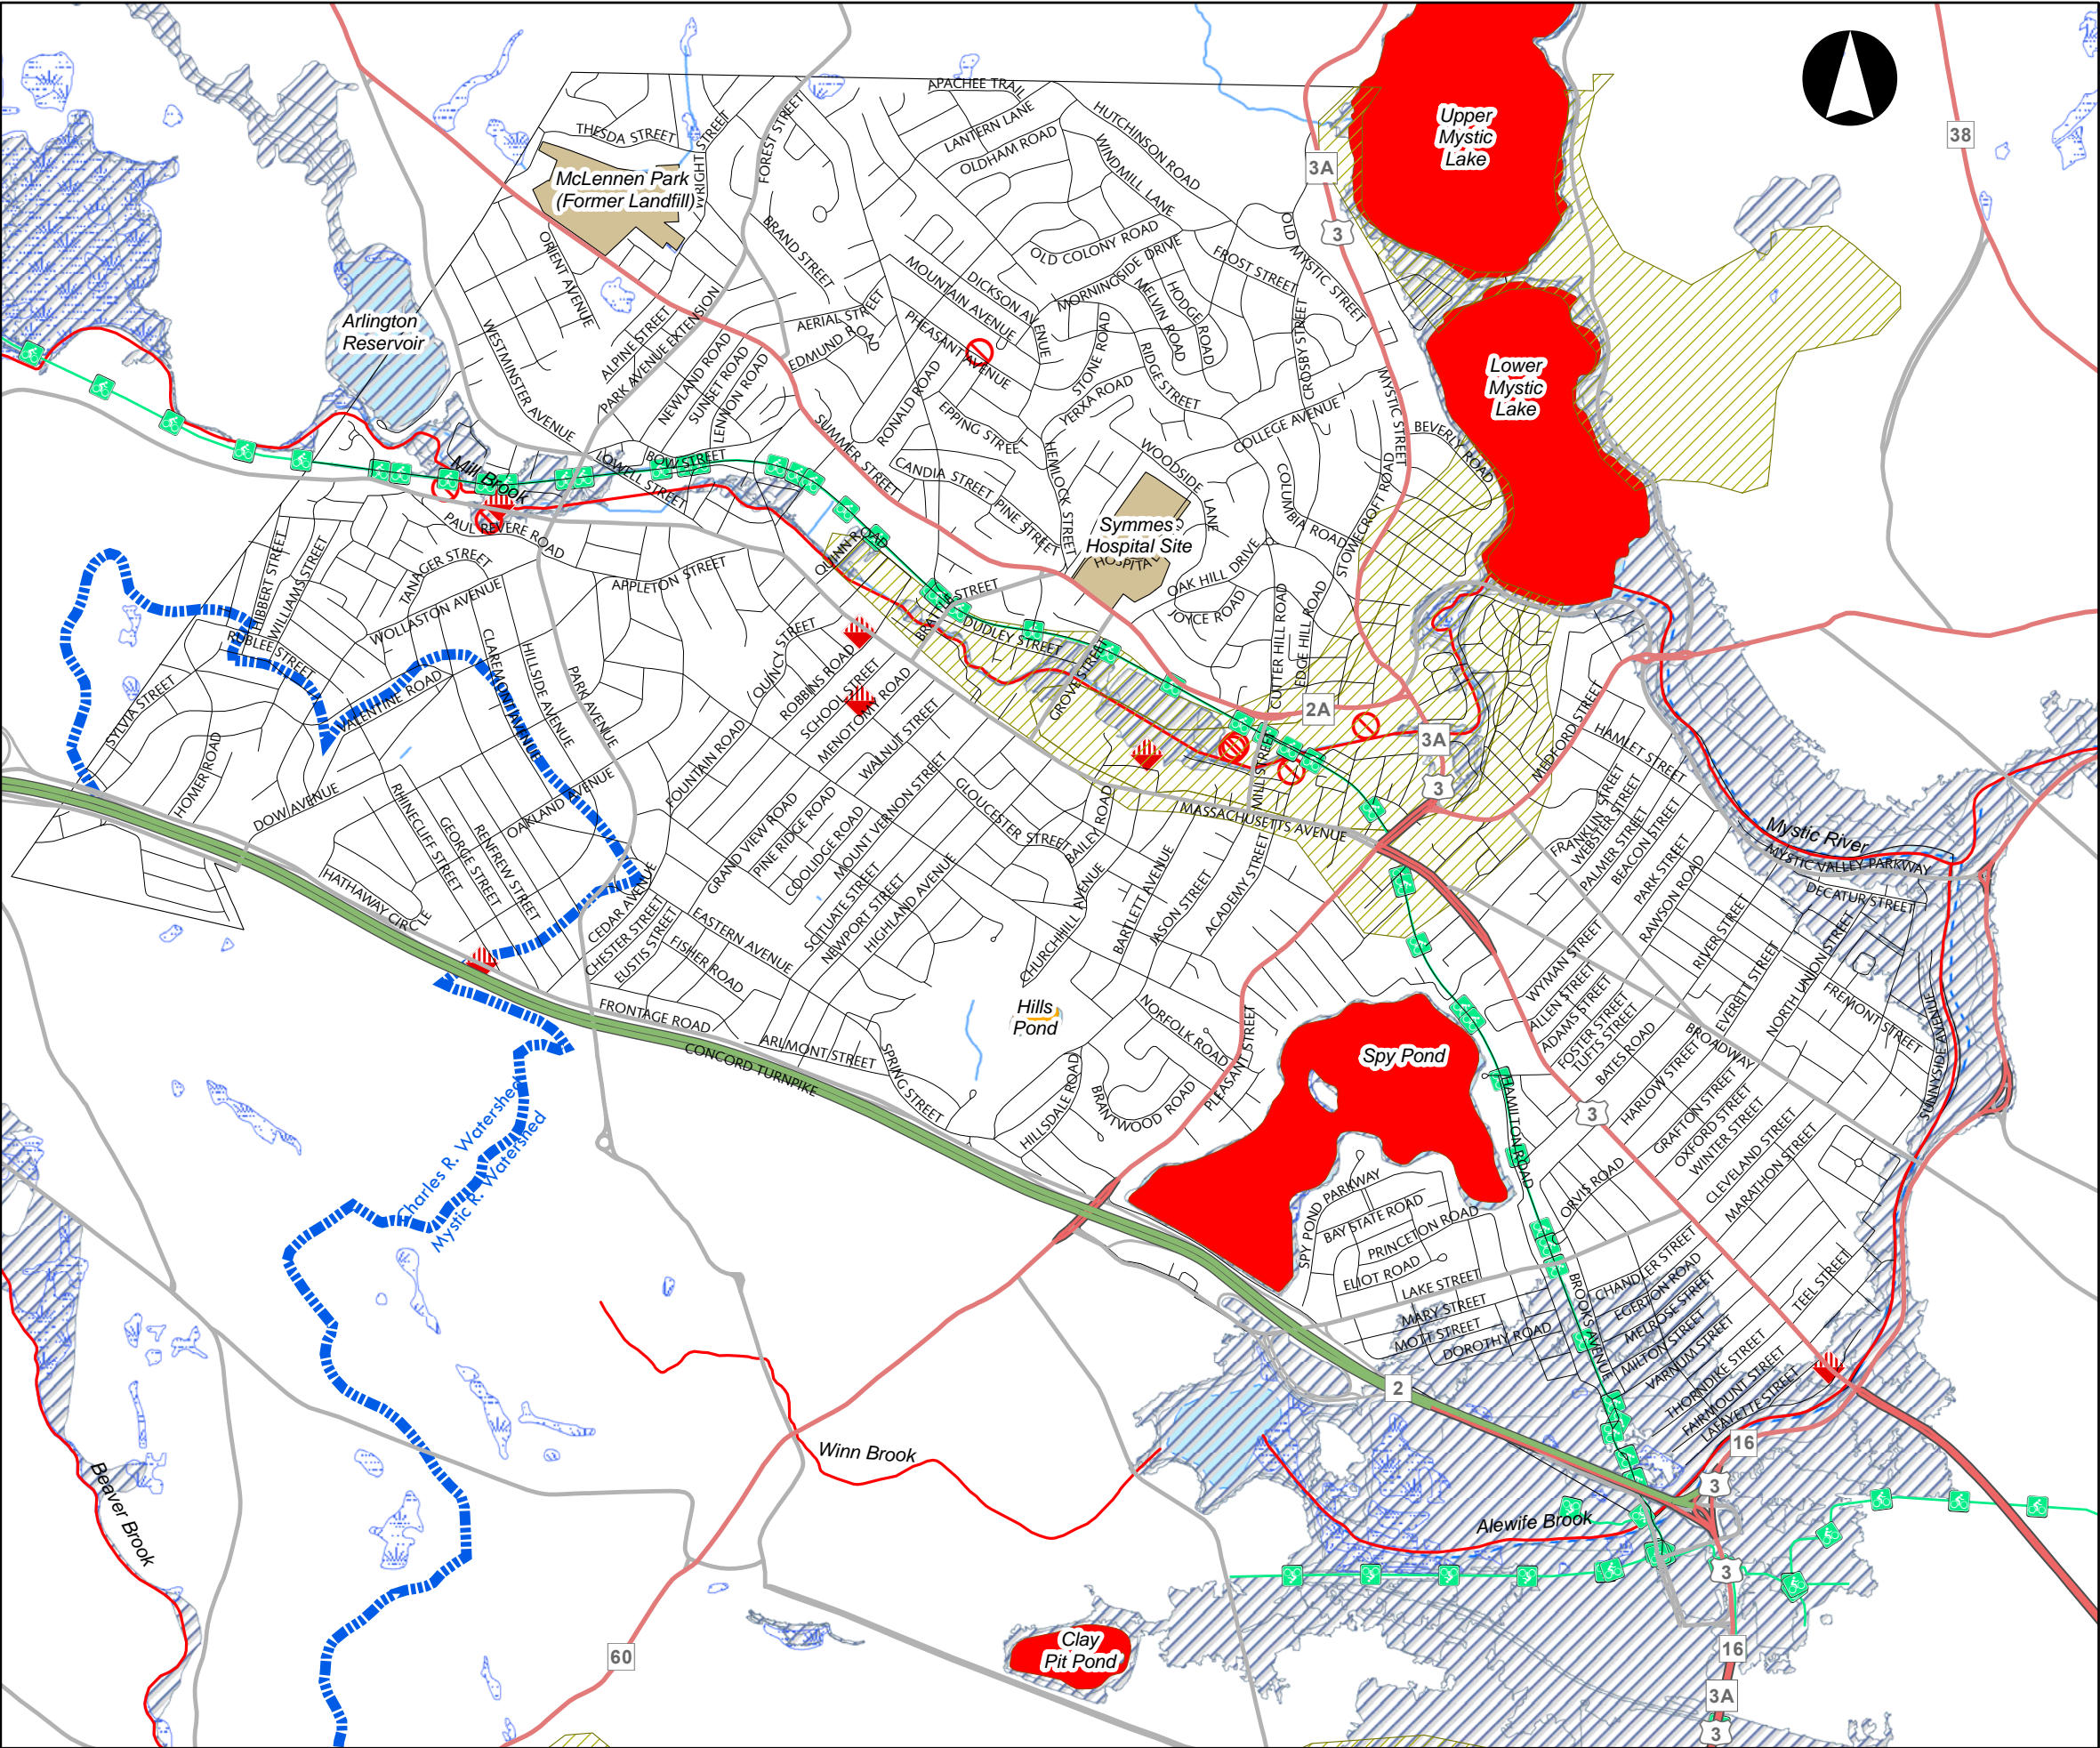 APACHEE TRAIL
LANTERN LANE
OLDHAM ROAD
HUTCHINSON ROAD
WINDMILL LANE
Upper
Mystic
Lake
38
3A
3
THESDA STREET
WRIGHT STREET
FOREST STREET
McLennen Park
(Former Landfill)
ORIENT AVENUE
BRAND STREET
OLD COLONY ROAD
MORNINGSIDE DRIVE
FROST STREET
OLD MYSTIC STREET
MOUNTAIN AVENUE
DICKSON AVENUE
MELVIN ROAD
HODGE ROAD
CROSBY STREET
Arlington
Reservoir
WESTMINSTER AVENUE
ALPINE STREET
PARK AVENUE EXTENSION
NEWLAND ROAD
SUNSET ROAD
LENNON ROAD
AERIAL STREET
EDMUND ROAD
PHEASANT AVENUE
RONALD ROAD
STONE ROAD
RIDGE STREET
YERXA ROAD
EPPING STREE
Lower
Mystic
Lake
MYSTIC STREET
BEVERLY ROAD
COLLEGE AVENUE
WOODSIDE
LANE
COLUMBIA ROAD
STOWECROFT ROAD
SUMMER STREET
CANDIA STREET
PINE STREET
HEMLOCK STREET
Symmes
Hospital Site
OAK HILL DRIVE
JOYCE ROAD
CUTTER HILL ROAD
EDGE HILL ROAD
Mill Brook
LOWELL STREET
BOW STREET
PAUL REVERE ROAD
QUINN ROAD
BRATTLE STREET
DUDLEY STREET
GROVE STREET
APPLETON STREET
HIBBERT STREET
WILLIAMS STREET
TANAGER STREET
WOLLASTON AVENUE
RUBLEE STREET
SYLVIA STREET
VALENTINE ROAD
CLAREMONT AVENUE
HILLSIDE AVENUE
PARK AVENUE
QUINCY STREET
ROBBINS ROAD
SCHOOL STREET
MENOTOMY ROAD
WALNUT STREET
FOUNTAIN ROAD
2A
3A
3
MILL STREET
MASSACHUSETTS AVENUE
MEDFORD STREET
HAMLET STREET
FRANKLIN STREET
WEBSTER STREET
PALMER STREET
BEACON STREET
PARK STREET
RAWSON ROAD
Mystic River
MYSTIC VALLEY PARKWAY
DECATUR STREET
HOMER ROAD
DOW AVENUE
RHINECLIFF STREET
GEORGE STREET
RENFREW STREET
OAKLAND AVENUE
HATHAWAY CIRCLE
GRAND VIEW ROAD
PINE RIDGE ROAD
COOLIDGE ROAD
MOUNT VERNON STREET
SCITUATE STREET
NEWPORT STREET
HIGHLAND AVENUE
GLOUCESTER STREET
BAILEY ROAD
CHURCHHILL AVENUE
BARTLETT AVENUE
JASON STREET
ACADEMY STREET
CEDAR AVENUE
CHESTER STREET
EUSTIS STREET
FISHER ROAD
EASTERN AVENUE
FRONTAGE ROAD
ARLMONT STREET
CONCORD TURNPIKE
SPRING STREET
Hills
Pond
NORFOLK ROAD
PLEASANT STREET
HILLSDALE ROAD
BRANTWOOD ROAD
Spy Pond
WYMAN STREET
ALLEN STREET
ADAMS STREET
FOSTER STREET
TUFTS STREET
BATES ROAD
RIVER STREET
EVERETT STREET
NORTH UNION STREET
FREMONT STREET
SUNNYSIDE AVENUE
BROADWAY
HARLOW STREET
GRAFTON STREET
OXFORD STREET
WINTER STREET
CLEVELAND STREET
MARATHON STREET
3
HAMILTON ROAD
ORVIS ROAD
Charles R. Watershed
Mystic R. Watershed
SPY POND PARKWAY
BAY STATE ROAD
PRINCETON ROAD
ELIOT ROAD
LAKE STREET
MARY STREET
MOTT STREET
DOROTHY ROAD
BROOKS AVENUE
CHANDLER STREET
EGERTON ROAD
MELROSE STREET
MILTON STREET
VARNUM STREET
TEEL STREET
THORNDIKE STREET
FAIRMOUNT STREET
LAFAYETTE STREET
2
16
3
Winn Brook
Beaver Brook
Alewife Brook
3
Clay
Pit Pond
60
16
3A
3